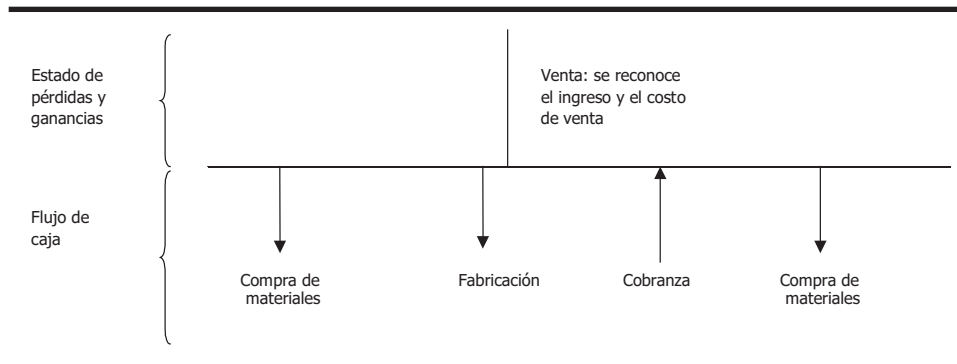 Estado de
pérdidas y
ganancias
Venta: se reconoce
el ingreso y el costo
de venta
Flujo de
caja
Compra de
materiales
Fabricación
Cobranza
Compra de
materiales